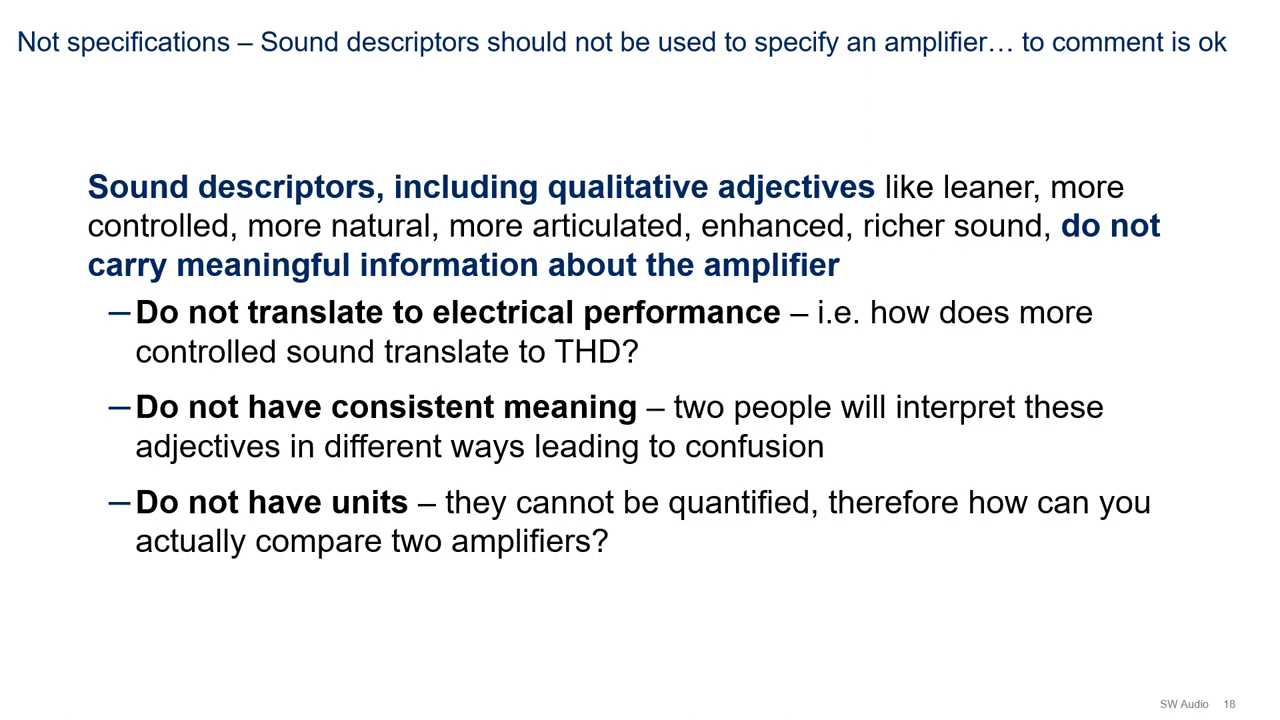 Not specifications – Sound descriptors should not be used to specify an amplifier… to comment is ok
Sound descriptors, including qualitative adjectives like leaner, more
controlled, more natural, more articulated, enhanced, richer sound, do not
carry meaningful information about the amplifier
– Do not translate to electrical performance – i.e. how does more
controlled sound translate to THD?
– Do not have consistent meaning – two people will interpret these
adjectives in different ways leading to confusion
– Do not have units – they cannot be quantified, therefore how can you
actually compare two amplifiers?
SW Audio 18